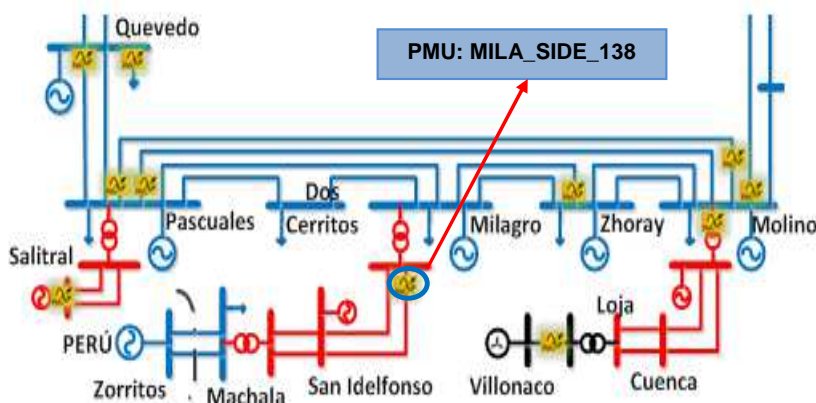 Quevedo
PMU: MILA_SIDE_138
Dos
Pascuales
Cerritos
Milagro
Zhoray
Molino
Salitral
Loja
PERÚ
Zorritos
Machala
San Idelfonso
Villonaco
Cuenca